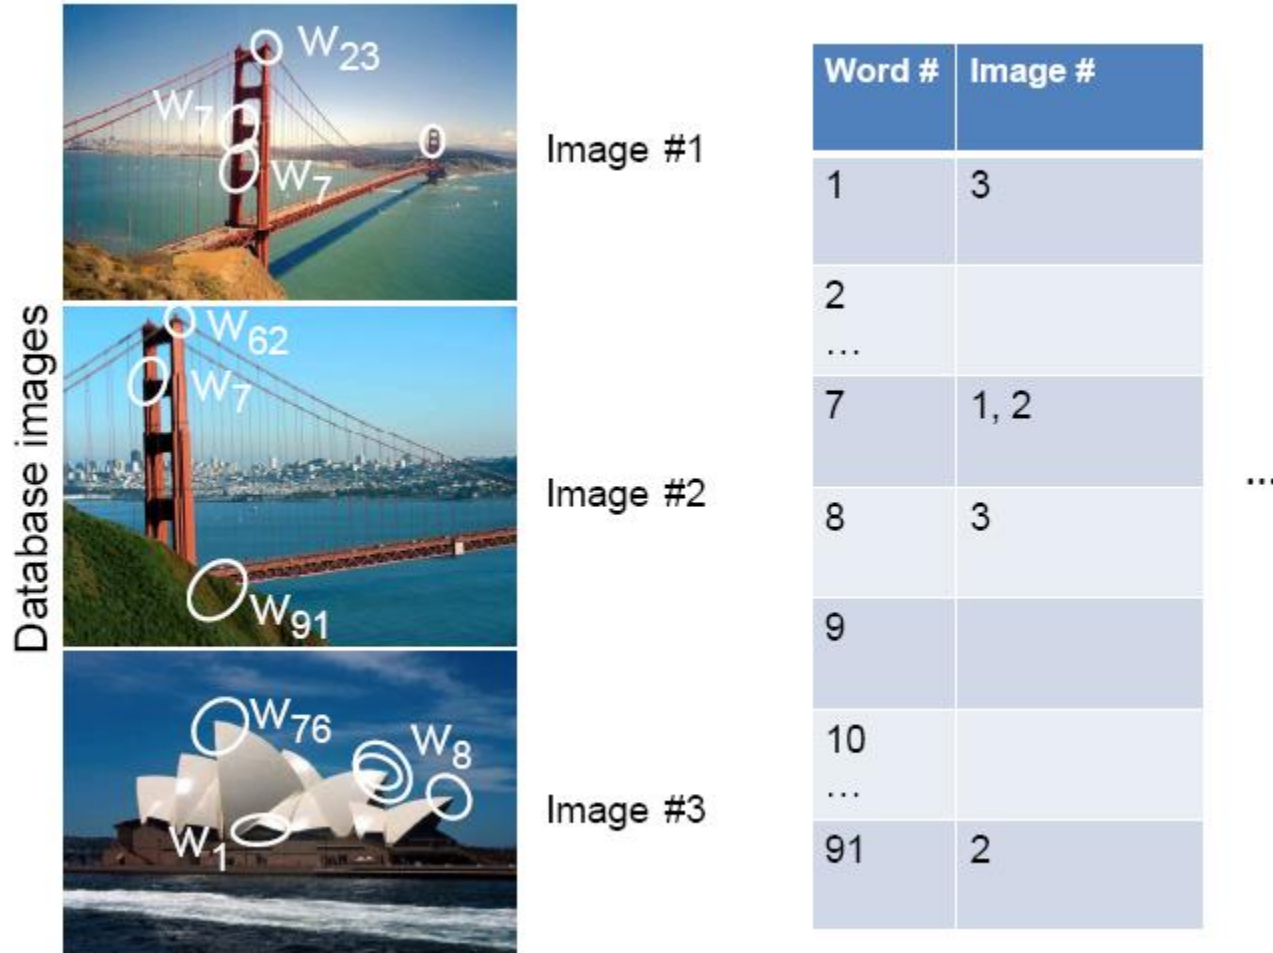 Database images
W23
W7
W7
Image #1
W62
W7
W91
Image #2
W76
W8
W1
Image #3
Word # Image #
1 3
2
...
7 1, 2
8 3
9
10
...
91 2
...